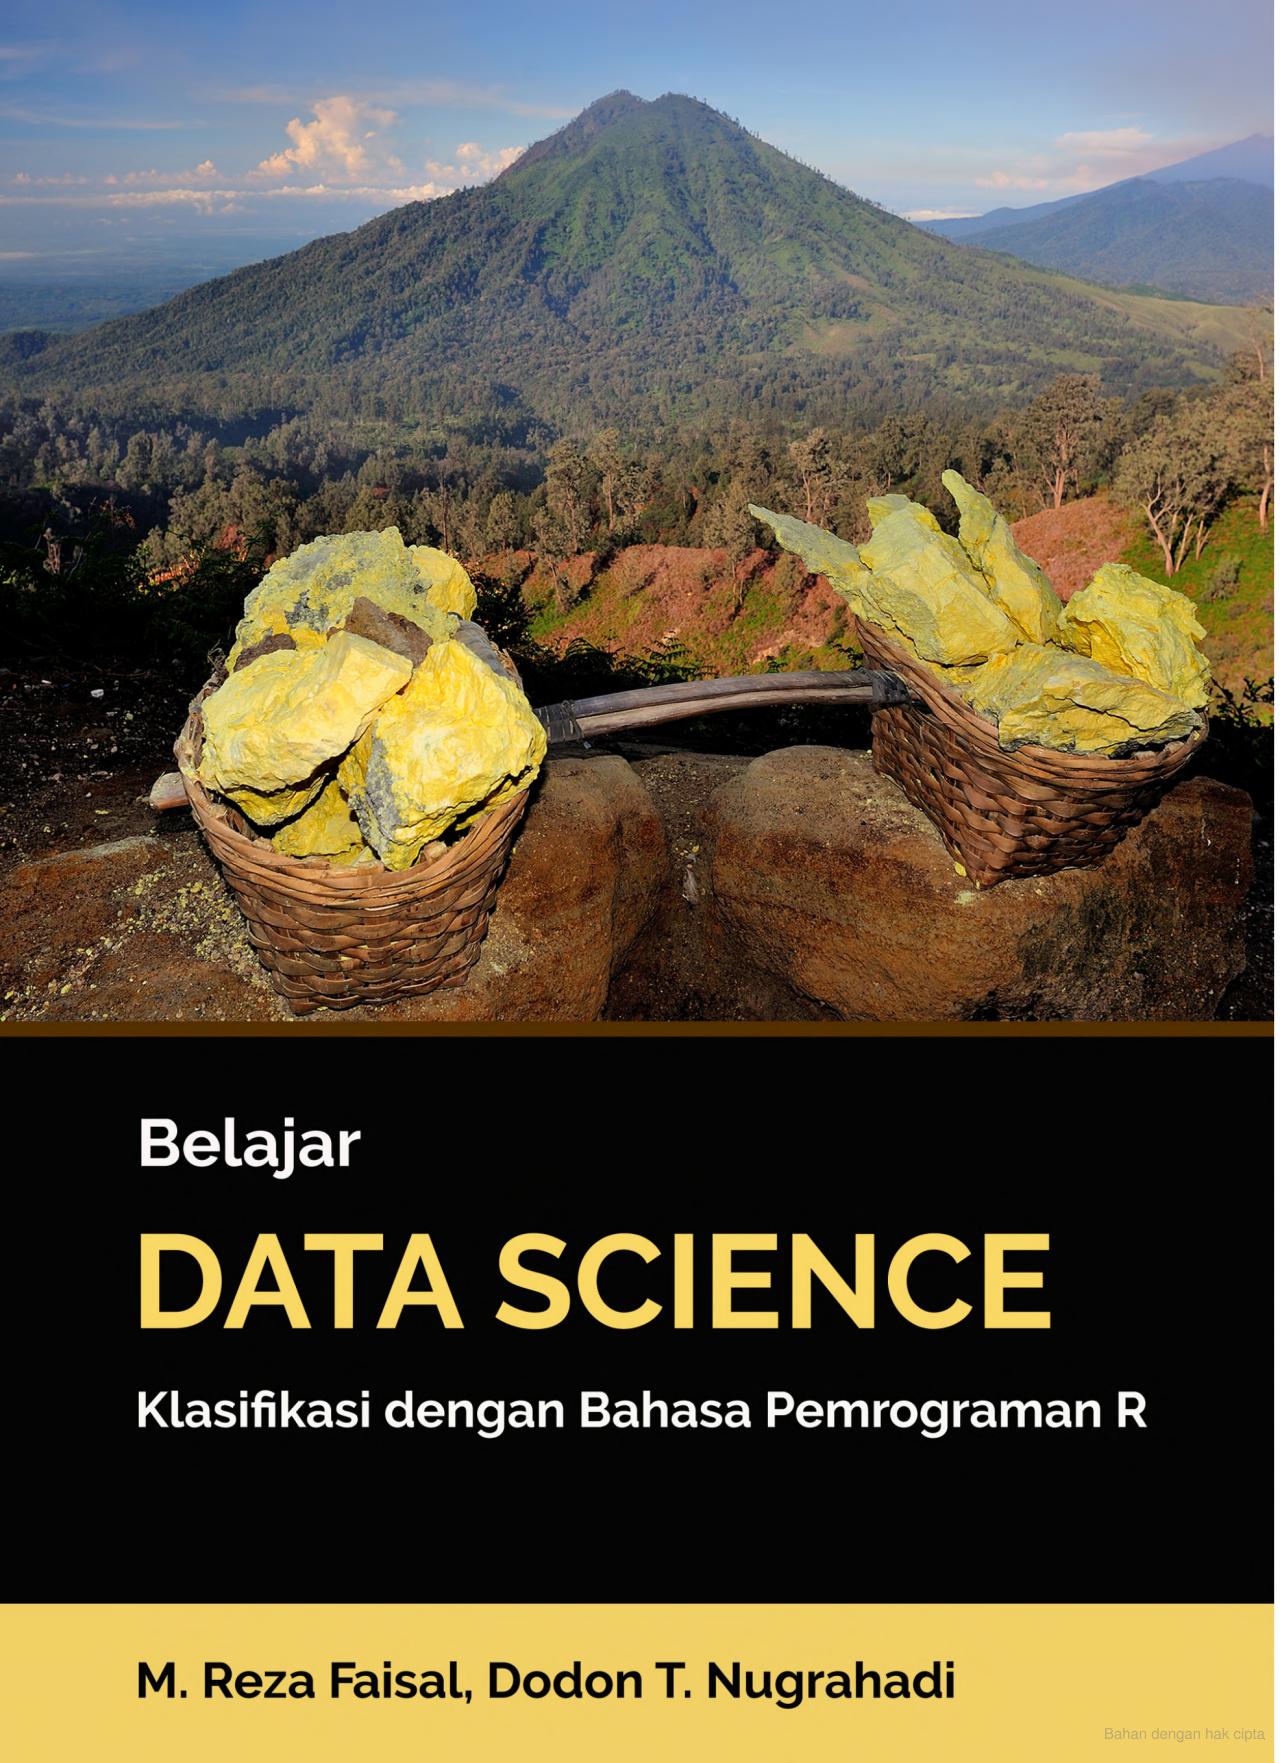 Belajar
DATA SCIENCE
Klasifikasi dengan Bahasa Pemrograman R
M. Reza Faisal, Dodon T. Nugrahadi
Bahan dengan hak cipta